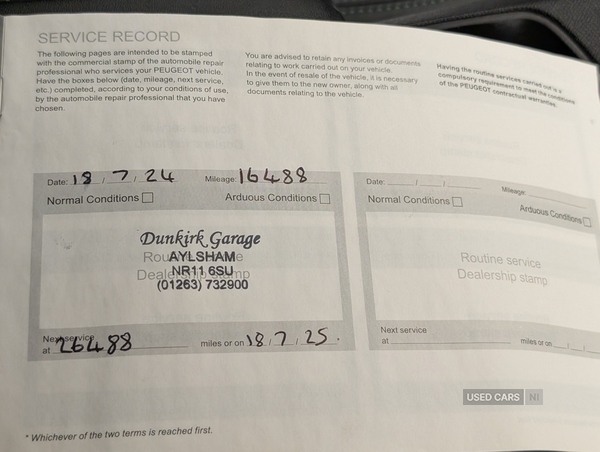 SERVICE RECORD
The following pages are intended to be stamped
with the commercial stamp of the automobile repair
professional who services your PEUGEOT vehicle.
Have the boxes below (date, mileage, next service,
etc.) completed, according to your conditions of use,
by the automobile repair professional that you have
chosen.
You are advised to retain any invoices or documents
relating to work carried out on your vehicle.
In the event of resale of the vehicle, it is necessary
to give them to the new owner, along with all
documents relating to the vehicle.
Having the routine services carried out is a
compulsory requirement to meet the conditions
of the PEUGEOT contractual warranties.
Date: 18 / 7 / 24 Mileage: 16488
Normal Conditions Arduous Conditions
Dunkirk Garage
Routine service
AYLSHAM
Dealership stamp
NR11 6SU
(01263) 732900
Next service
at 26488 miles or on 18 / 7 / 25.
Date: / / Mileage:
Normal Conditions Arduous Conditions
Routine service
Dealership stamp
Next service
at miles or on / /
* Whichever of the two terms is reached first.
USED CARS NI